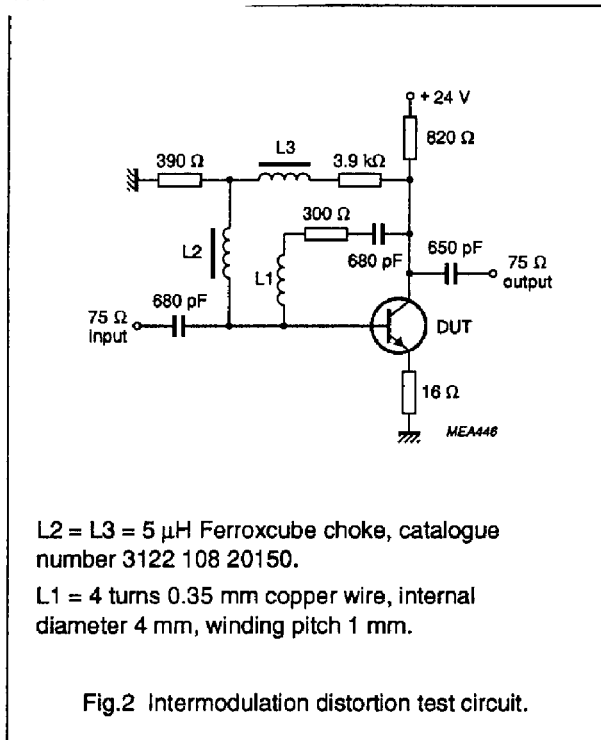 + 24 V
820 Ω
390 Ω
L3
3.9 kΩ
300 Ω
L2
680 pF
650 pF
L1
75 Ω
output
680 pF
75 Ω
input
DUT
16 Ω
MEA446
L2 = L3 = 5 μH Ferroxcube choke, catalogue
number 3122 108 20150.
L1 = 4 turns 0.35 mm copper wire, internal
diameter 4 mm, winding pitch 1 mm.
Fig.2 Intermodulation distortion test circuit.